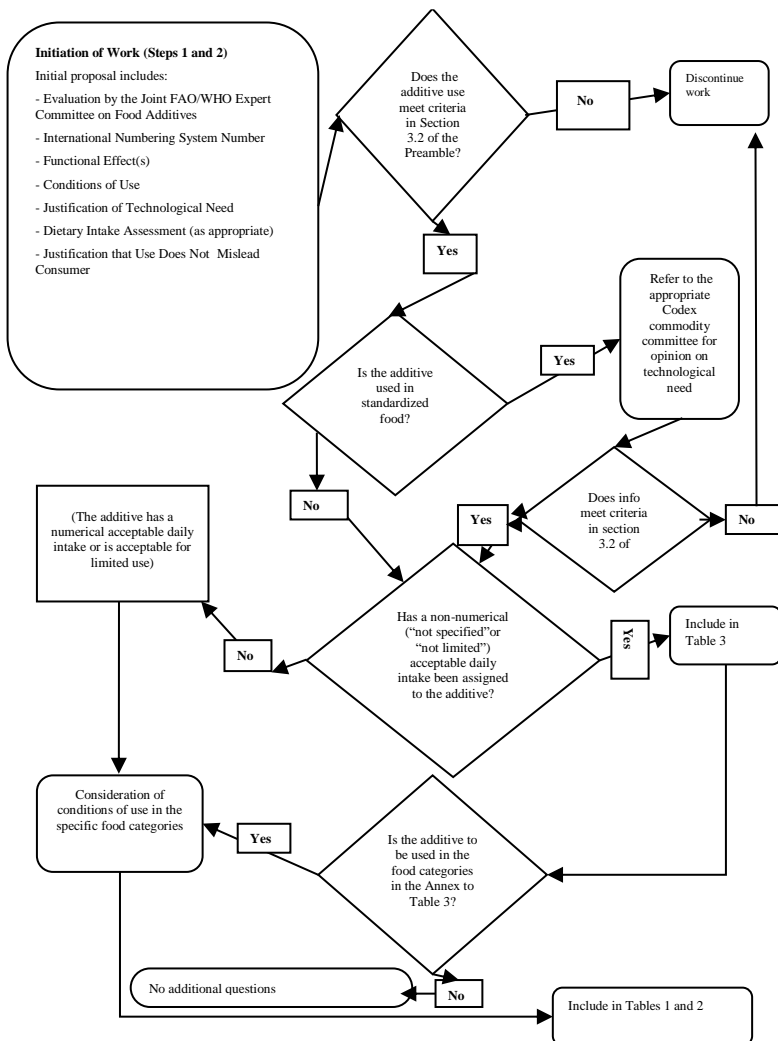 Initiation of Work (Steps 1 and 2)
Initial proposal includes:
- Evaluation by the Joint FAO/WHO Expert
Committee on Food Additives
- International Numbering System Number
- Functional Effect(s)
- Conditions of Use
- Justification of Technological Need
- Dietary Intake Assessment (as appropriate)
- Justification that Use Does Not Mislead
Consumer
Does the
additive use
meet criteria
in Section
3.2 of the
Preamble?
No
Discontinue
work
Yes
Is the additive
used in
standardized
food?
Yes
Refer to the
appropriate
Codex
commodity
committee for
opinion on
technological
need
No
Does info
meet criteria
in section
3.2 of
Yes
No
(The additive has a
numerical acceptable daily
intake or is acceptable for
limited use)
Has a non-numerical
(“not specified”or
“not limited”)
acceptable daily
intake been assigned
to the additive?
No
Yes
Include in
Table 3
Consideration of
conditions of use in the
specific food categories
Yes
Is the additive to
be used in the
food categories
in the Annex to
Table 3?
No additional questions
No
Include in Tables 1 and 2